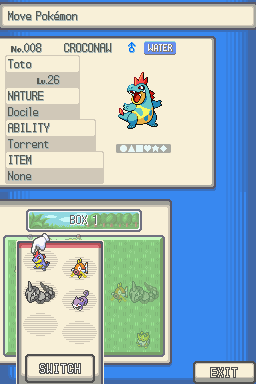 Move Pokémon
No.008 CROCONAW ♂ WATER
Toto
Lv.26
NATURE
Docile
ABILITY
Torrent
ITEM
None
BOX 1
SWITCH
EXIT